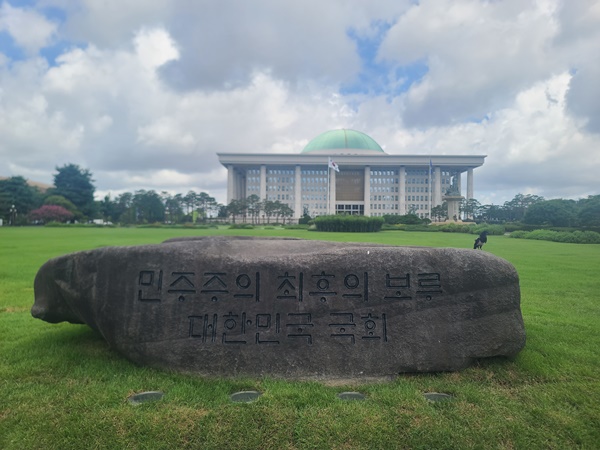 민주주의 최후의 보루
대한민국 국회